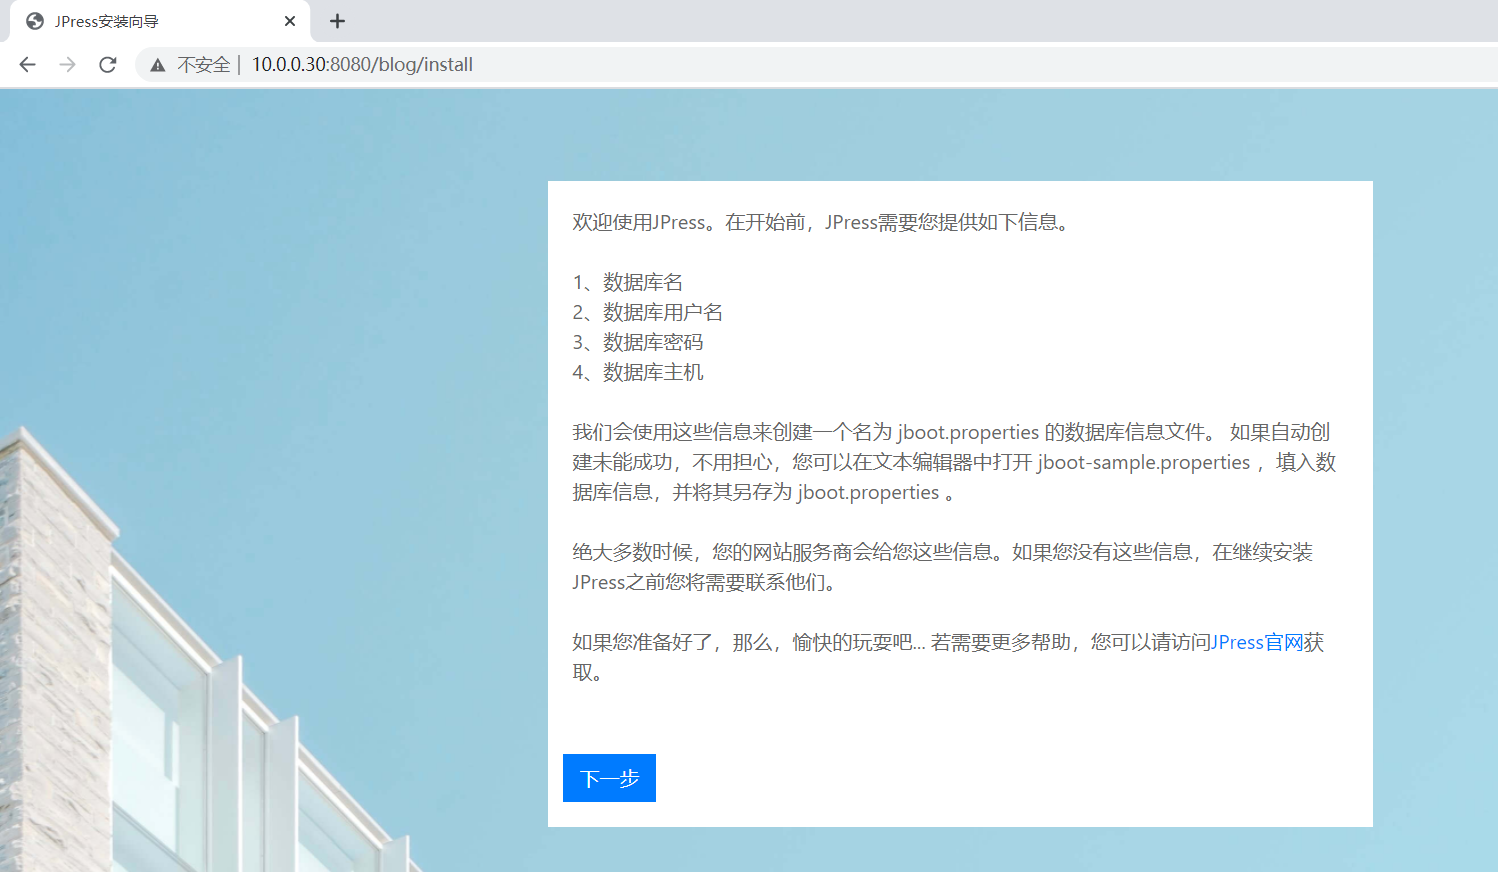 JPress安装向导
不安全 | 10.0.0.30:8080/blog/install
欢迎使用JPress。在开始前，JPress需要您提供如下信息。
1、数据库名
2、数据库用户名
3、数据库密码
4、数据库主机
我们会使用这些信息来创建一个名为 jboot.properties 的数据库信息文件。 如果自动创
建未能成功，不用担心，您可以在文本编辑器中打开 jboot-sample.properties ，填入数
据库信息，并将其另存为 jboot.properties 。
绝大多数时候，您的网站服务商会给您这些信息。如果您没有这些信息，在继续安装
JPress之前您将需要联系他们。
如果您准备好了，那么，愉快的玩耍吧... 若需要更多帮助，您可以请访问JPress官网获
取。
下一步